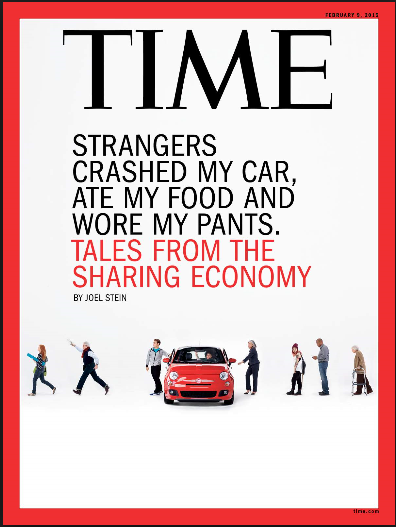 FEBRUARY 9, 2015
TIME
STRANGERS
CRASHED MY CAR,
ATE MY FOOD AND
WORE MY PANTS.
TALES FROM THE
SHARING ECONOMY
BY JOEL STEIN
time.com